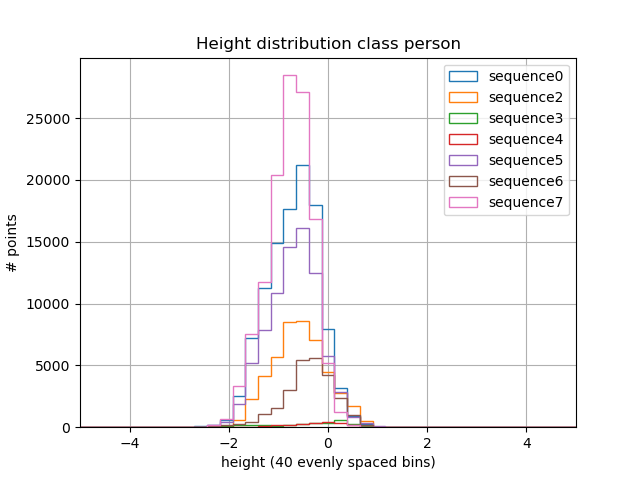 Height distribution class person
# points
25000
20000
15000
10000
5000
0
sequence0
sequence2
sequence3
sequence4
sequence5
sequence6
sequence7
−4 −2 0 2 4
height (40 evenly spaced bins)